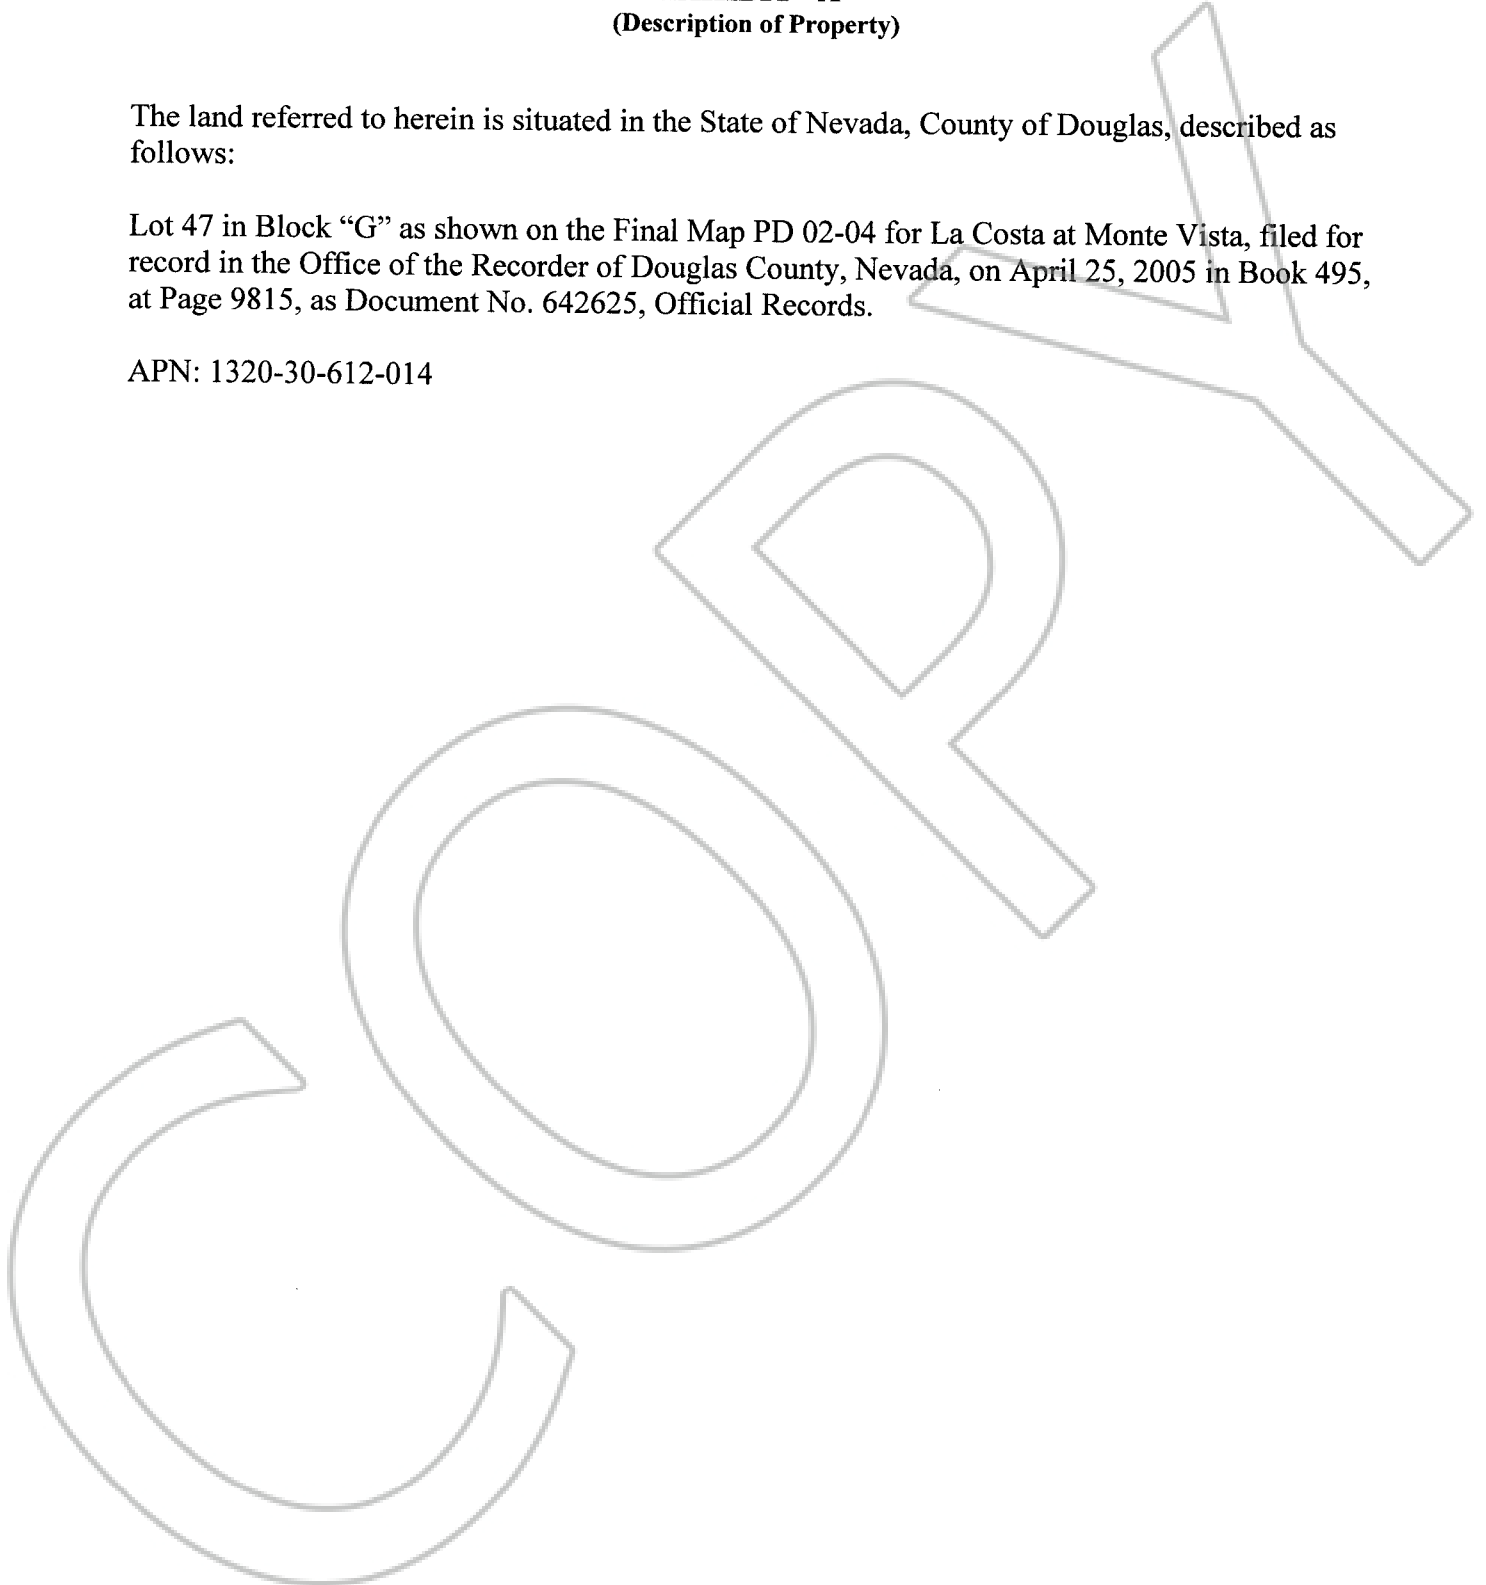 (Description of Property)
The land referred to herein is situated in the State of Nevada, County of Douglas, described as
follows:
Lot 47 in Block “G” as shown on the Final Map PD 02-04 for La Costa at Monte Vista, filed for
record in the Office of the Recorder of Douglas County, Nevada, on April 25, 2005 in Book 495,
at Page 9815, as Document No. 642625, Official Records.
APN: 1320-30-612-014
COPY